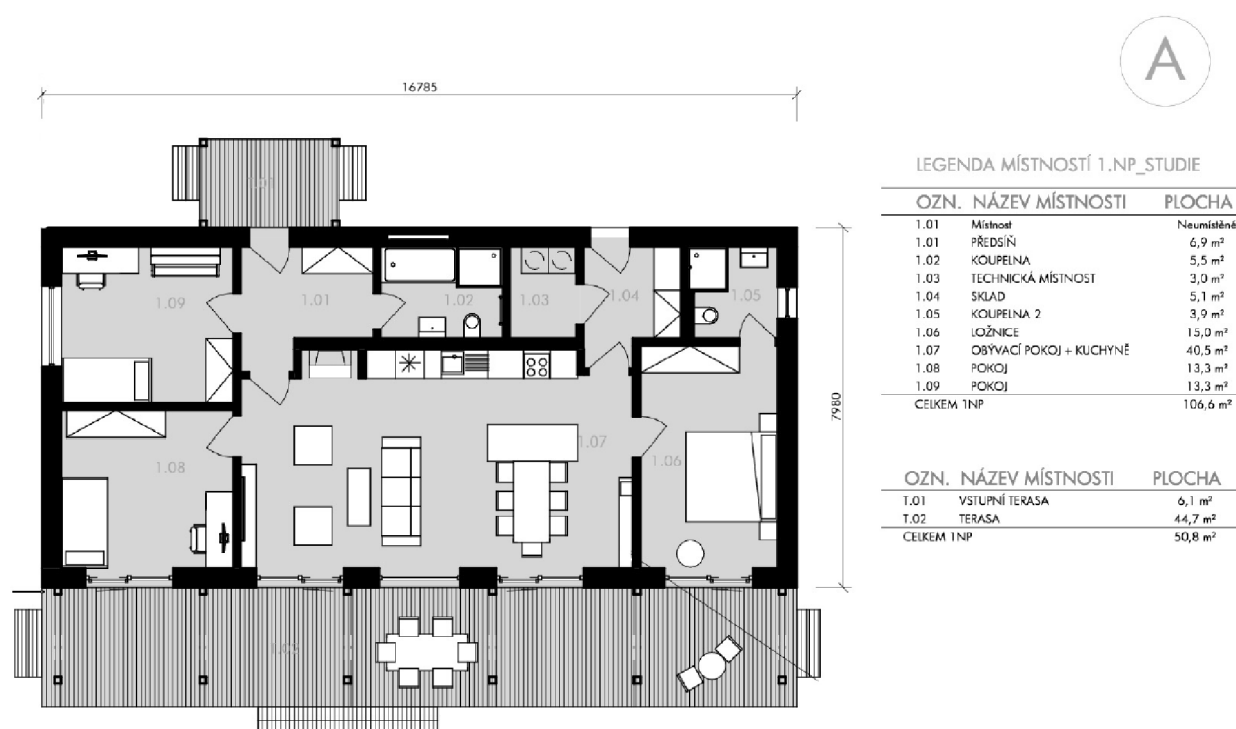 A
16785
LEGENDA MÍSTNOSTÍ 1.NP_STUDIE
OZN. NÁZEV MÍSTNOSTI PLOCHA
1.01 Místnost Neumístěné
1.01 PŘEDSÍŇ 6,9 m²
1.02 KOUPELNA 5,5 m²
1.03 TECHNICKÁ MÍSTNOST 3,0 m²
1.04 SKLAD 5,1 m²
1.05 KOUPELNA 2 3,9 m²
1.06 LOŽNICE 15,0 m²
1.07 OBÝVACÍ POKOJ + KUCHYNĚ 40,5 m²
1.08 POKOJ 13,3 m²
1.09 POKOJ 13,3 m²
CELKEM 1NP 106,6 m²
OZN. NÁZEV MÍSTNOSTI PLOCHA
T.01 VSTUPNÍ TERASA 6,1 m²
T.02 TERASA 44,7 m²
CELKEM 1NP 50,8 m²
1.09
1.01
1.02
1.03
1.04
1.05
7980
1.07
1.06
1.08